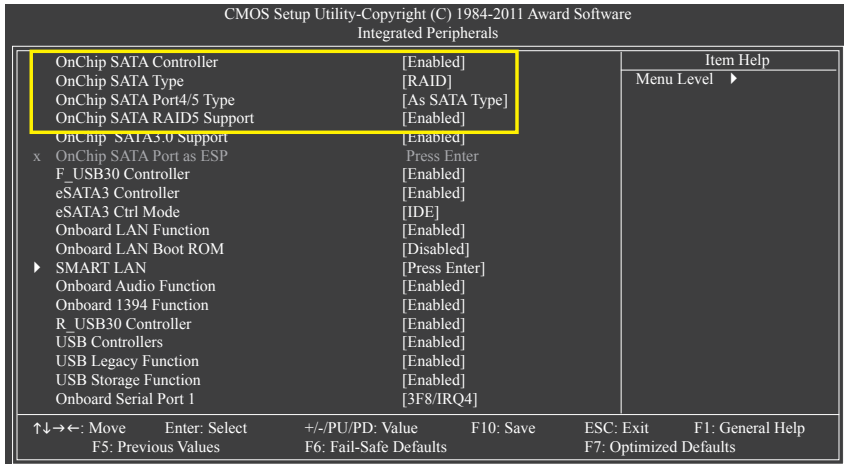 CMOS Setup Utility-Copyright (C) 1984-2011 Award Software
Integrated Peripherals
OnChip SATA Controller [Enabled]
OnChip SATA Type [RAID]
OnChip SATA Port4/5 Type [As SATA Type]
OnChip SATA RAID5 Support [Enabled]
OnChip SATA3.0 Support [Enabled]
x OnChip SATA Port as ESP Press Enter
F_USB30 Controller [Enabled]
eSATA3 Controller [Enabled]
eSATA3 Ctrl Mode [IDE]
Onboard LAN Function [Enabled]
Onboard LAN Boot ROM [Disabled]
SMART LAN [Press Enter]
Onboard Audio Function [Enabled]
Onboard 1394 Function [Enabled]
R_USB30 Controller [Enabled]
USB Controllers [Enabled]
USB Legacy Function [Enabled]
USB Storage Function [Enabled]
Onboard Serial Port 1 [3F8/IRQ4]
Item Help
Menu Level
↑↓→←: Move Enter: Select +/-/PU/PD: Value F10: Save ESC: Exit F1: General Help
F5: Previous Values F6: Fail-Safe Defaults F7: Optimized Defaults